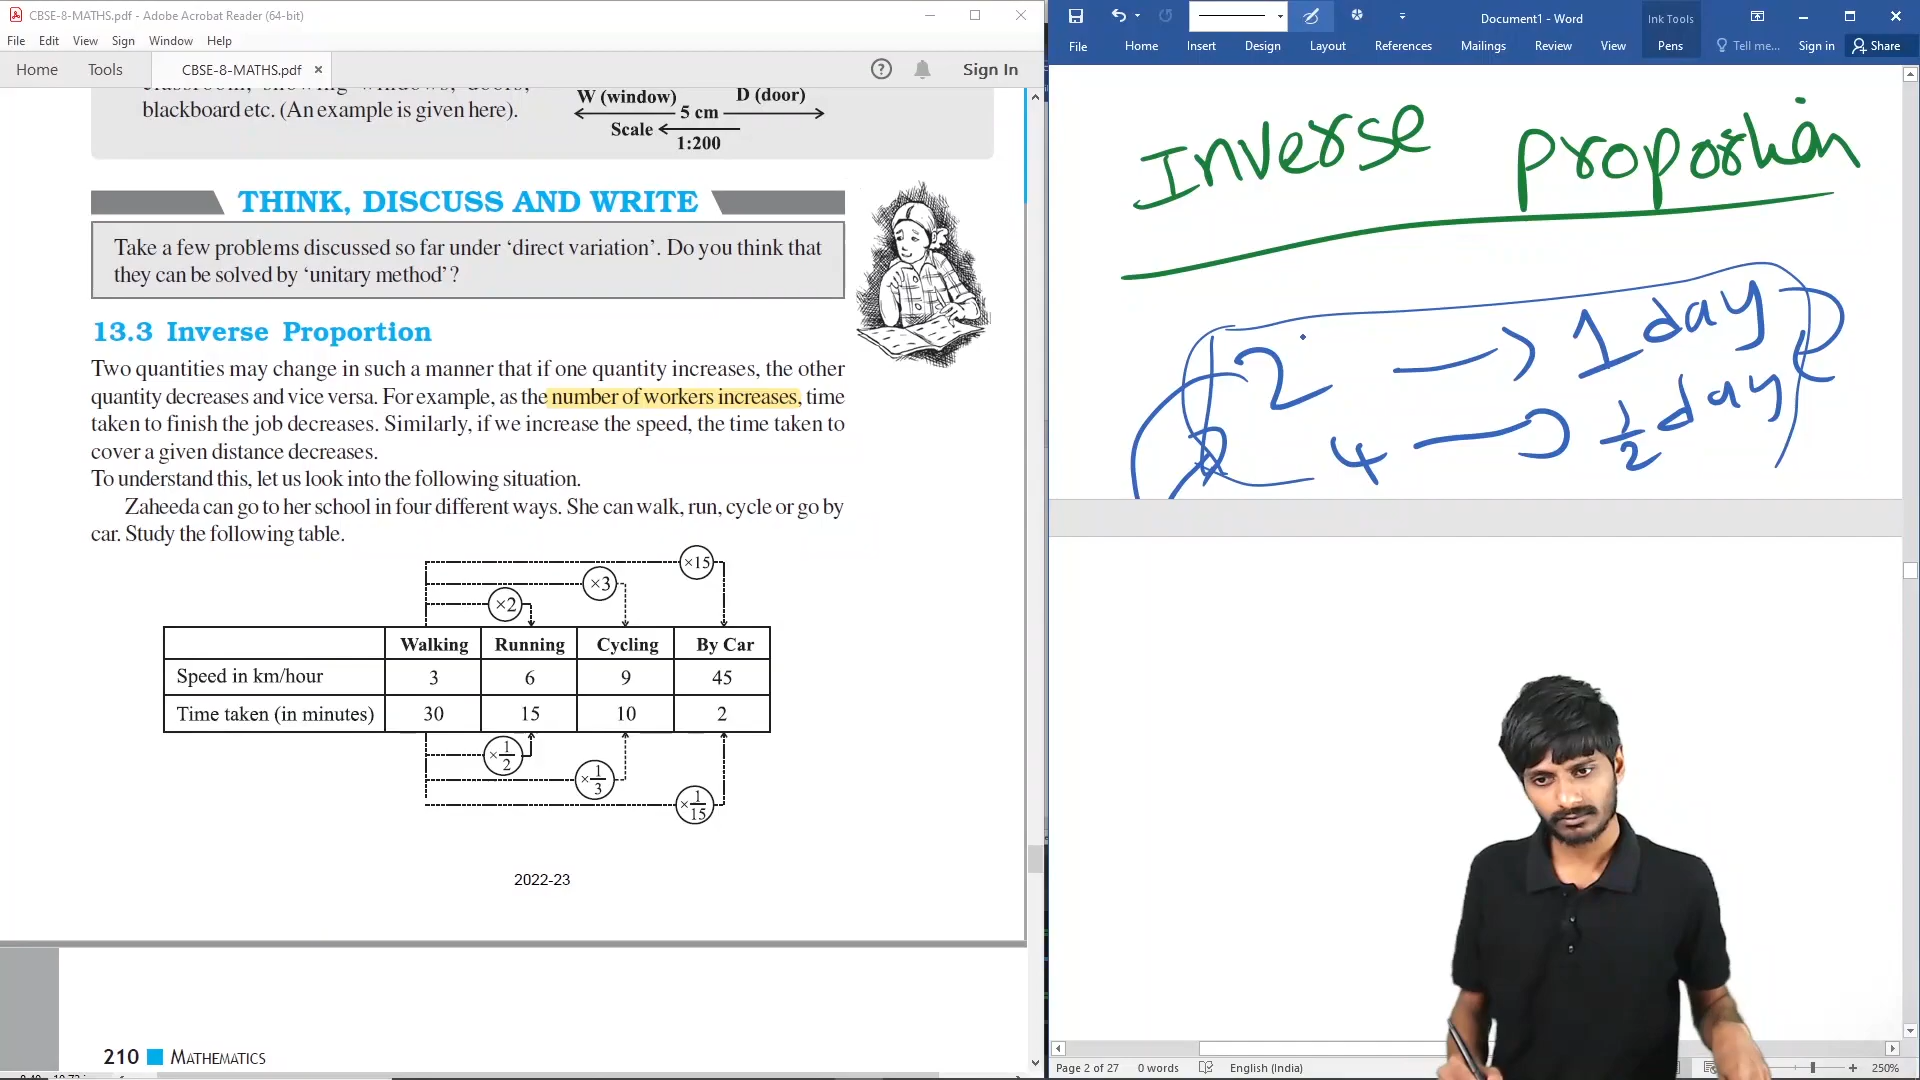 CBSE-8-MATHS.pdf - Adobe Acrobat Reader (64-bit)
File Edit View Sign Window Help
Home Tools CBSE-8-MATHS.pdf × Sign In
blackboard etc. (An example is given here).
W (window) D (door)
5 cm
Scale
1:200
THINK, DISCUSS AND WRITE
Take a few problems discussed so far under ‘direct variation’. Do you think that
they can be solved by ‘unitary method’?
13.3 Inverse Proportion
Two quantities may change in such a manner that if one quantity increases, the other
quantity decreases and vice versa. For example, as the number of workers increases, time
taken to finish the job decreases. Similarly, if we increase the speed, the time taken to
cover a given distance decreases.
To understand this, let us look into the following situation.
Zaheeda can go to her school in four different ways. She can walk, run, cycle or go by
car. Study the following table.
×15
×3
×2
Walking Running Cycling By Car
Speed in km/hour 3 6 9 45
Time taken (in minutes) 30 15 10 2
×1/2
×1/3
×1/15
2022-23
210 MATHEMATICS
Document1 - Word
Ink Tools
File Home Insert Design Layout References Mailings Review View Pens Tell me... Sign in Share
Inverse proportion
2 → 1 day
4 → 1/2 day
Page 2 of 27 0 words English (India) 250%